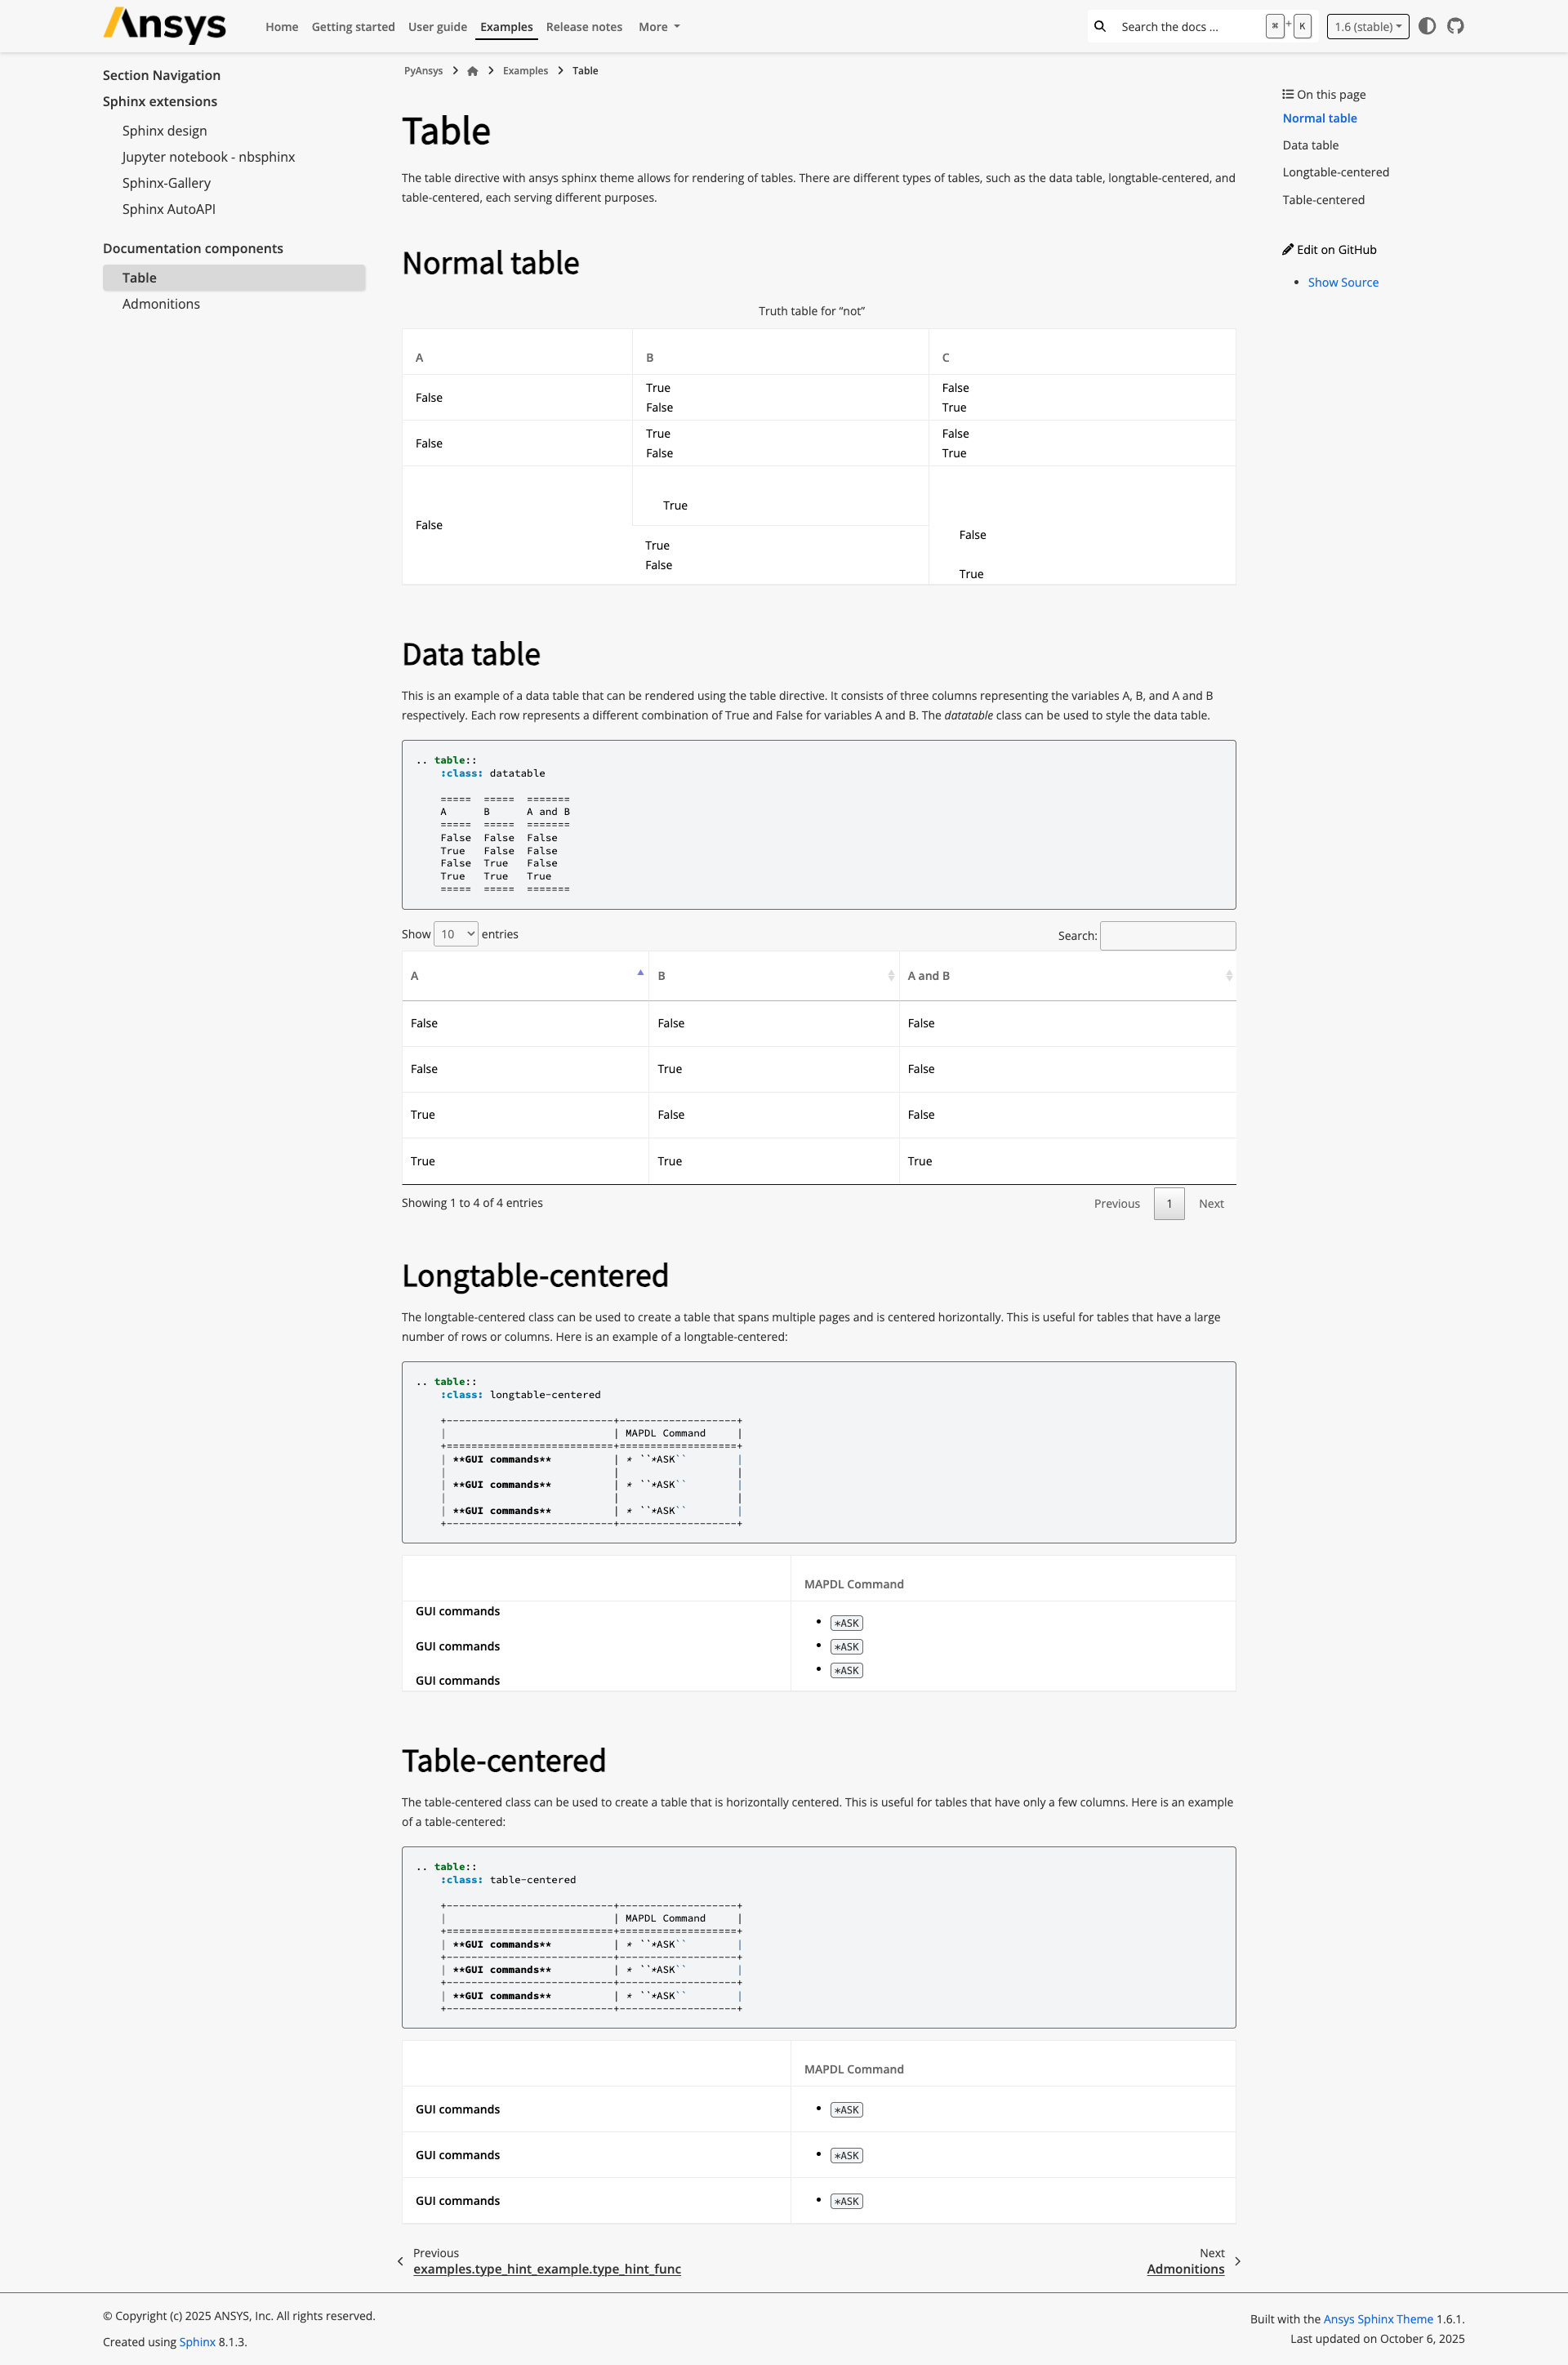 Ansys
Home Getting started User guide Examples Release notes More
Search the docs ... ⌘ + K 1.6 (stable)
Section Navigation
Sphinx extensions
Sphinx design
Jupyter notebook - nbsphinx
Sphinx-Gallery
Sphinx AutoAPI
Documentation components
Table
Admonitions
PyAnsys Examples Table
Table
The table directive with ansys sphinx theme allows for rendering of tables. There are different types of tables, such as the data table, longtable-centered, and
table-centered, each serving different purposes.
Normal table
Truth table for “not”
A B C
False
True
False
False
True
False
True
False
False
True
False
True
True
False
False
True
Data table
This is an example of a data table that can be rendered using the table directive. It consists of three columns representing the variables A, B, and A and B
respectively. Each row represents a different combination of True and False for variables A and B. The datatable class can be used to style the data table.
.. table::
:class: datatable
===== ===== =======
A B A and B
===== ===== =======
False False False
True False False
False True False
True True True
===== ===== =======
Show 10 entries Search:
A B A and B
False False False
False True False
True False False
True True True
Showing 1 to 4 of 4 entries Previous 1 Next
Longtable-centered
The longtable-centered class can be used to create a table that spans multiple pages and is centered horizontally. This is useful for tables that have a large
number of rows or columns. Here is an example of a longtable-centered:
.. table::
:class: longtable-centered
+---------------------------+-------------------+
| | MAPDL Command |
+===========================+===================+
| **GUI commands** | * ``*ASK`` |
| | |
| **GUI commands** | * ``*ASK`` |
| | |
| **GUI commands** | * ``*ASK`` |
+---------------------------+-------------------+
MAPDL Command
GUI commands
GUI commands
GUI commands
• *ASK
• *ASK
• *ASK
Table-centered
The table-centered class can be used to create a table that is horizontally centered. This is useful for tables that have only a few columns. Here is an example
of a table-centered:
.. table::
:class: table-centered
+---------------------------+-------------------+
| | MAPDL Command |
+===========================+===================+
| **GUI commands** | * ``*ASK`` |
+---------------------------+-------------------+
| **GUI commands** | * ``*ASK`` |
+---------------------------+-------------------+
| **GUI commands** | * ``*ASK`` |
+---------------------------+-------------------+
MAPDL Command
GUI commands • *ASK
GUI commands • *ASK
GUI commands • *ASK
Previous
examples.type_hint_example.type_hint_func
Next
Admonitions
On this page
Normal table
Data table
Longtable-centered
Table-centered
Edit on GitHub
• Show Source
© Copyright (c) 2025 ANSYS, Inc. All rights reserved.
Created using Sphinx 8.1.3.
Built with the Ansys Sphinx Theme 1.6.1.
Last updated on October 6, 2025